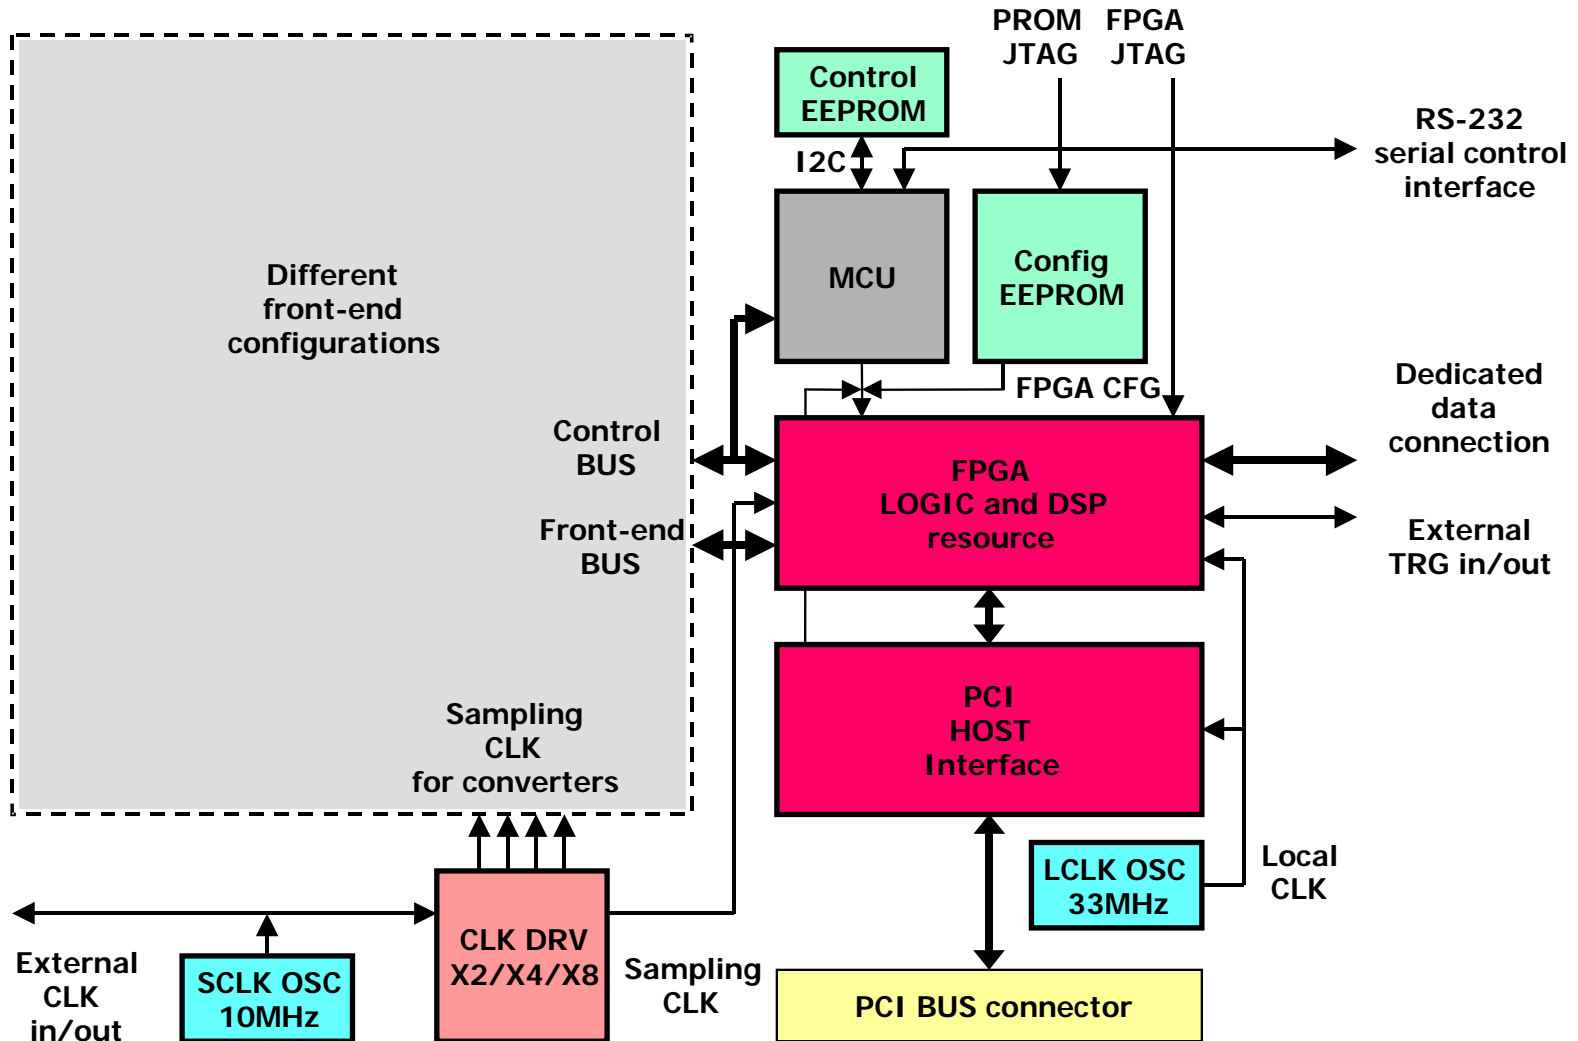 PROM FPGA
JTAG JTAG
Control
EEPROM
RS-232
serial control
interface
I2C
MCU
Config
EEPROM
Different
front-end
configurations
FPGA CFG
Dedicated
data
connection
Control
BUS
FPGA
LOGIC and DSP
resource
Front-end
BUS
External
TRG in/out
PCI
HOST
Interface
Sampling
CLK
for converters
LCLK OSC
33MHz
Local
CLK
CLK DRV
X2/X4/X8
Sampling
CLK
External
CLK
in/out
SCLK OSC
10MHz
PCI BUS connector